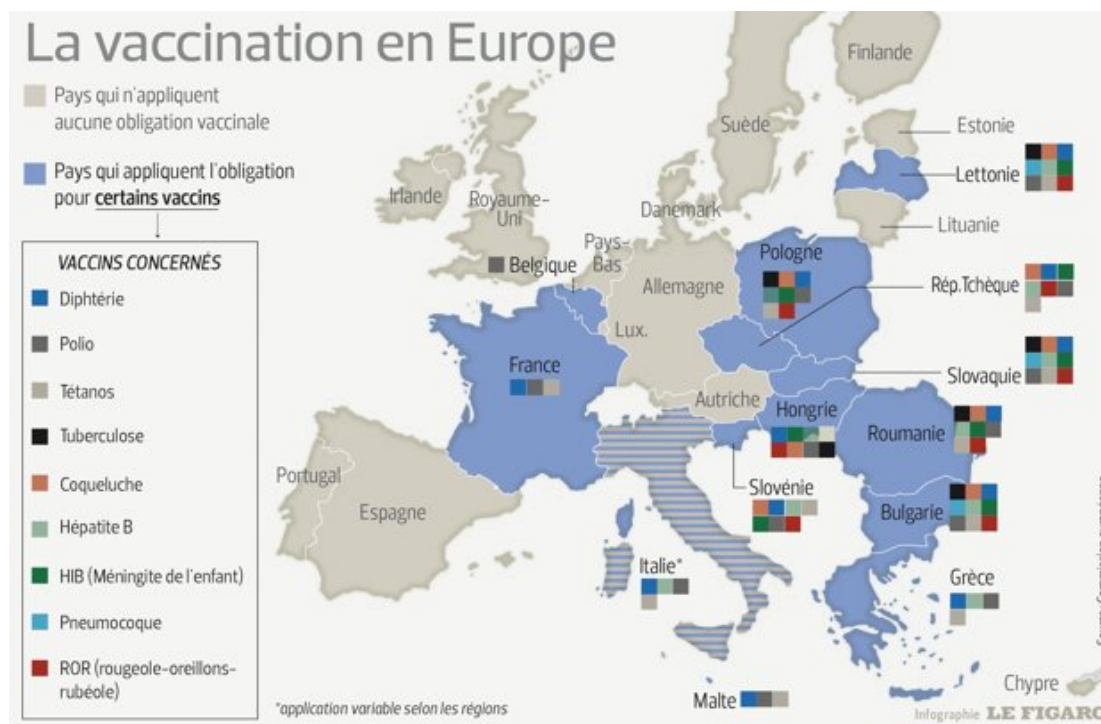 La vaccination en Europe
Pays qui n'appliquent
aucune obligation vaccinale
Pays qui appliquent l'obligation
pour certains vaccins
VACCINS CONCERNÉS
Diphtérie
Polio
Tétanos
Tuberculose
Coqueluche
Hépatite B
HIB (Méningite de l'enfant)
Pneumocoque
ROR (rougeole-oreillons-
rubéole)
Finlande
Suède
Estonie
Lettonie
Lituanie
Irlande
Royaume-
Uni
Danemark
Pays-
Bas
Belgique
Allemagne
Pologne
Rép.Tchèque
Lux.
France
Slovaquie
Autriche
Hongrie
Roumanie
Portugal
Espagne
Slovénie
Bulgarie
Italie*
Grèce
Malte
Chypre
*application variable selon les régions
Source: Commission européenne
Infographie LE FIGARO